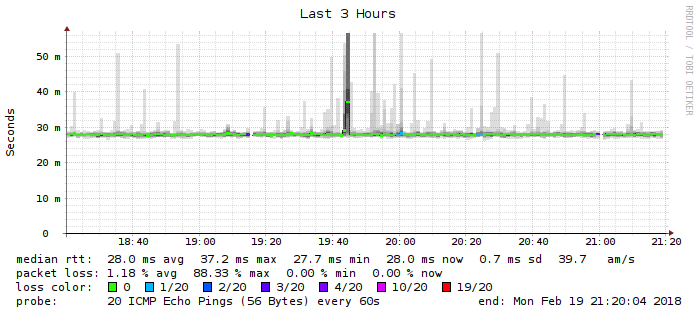 Last 3 Hours
RRDTOOL / TOBI OETIKER
Seconds
50 m
40 m
30 m
20 m
10 m
0
18:40 19:00 19:20 19:40 20:00 20:20 20:40 21:00 21:20
median rtt: 28.0 ms avg 37.2 ms max 27.7 ms min 28.0 ms now 0.7 ms sd 39.7 am/s
packet loss: 1.18 % avg 88.33 % max 0.00 % min 0.00 % now
loss color: 0 1/20 2/20 3/20 4/20 10/20 19/20
probe: 20 ICMP Echo Pings (56 Bytes) every 60s end: Mon Feb 19 21:20:04 2018